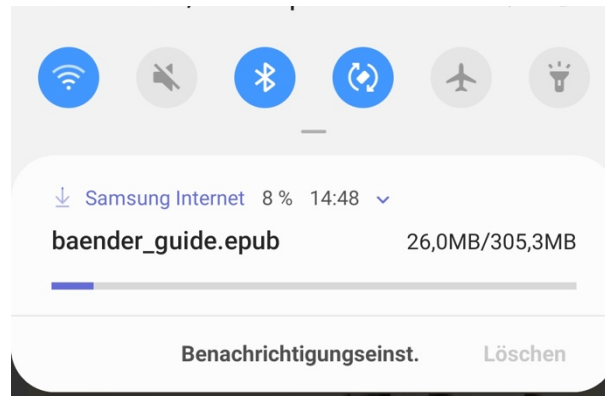 Samsung Internet 8 % 14:48
baender_guide.epub 26,0MB/305,3MB
Benachrichtigungseinst. Löschen